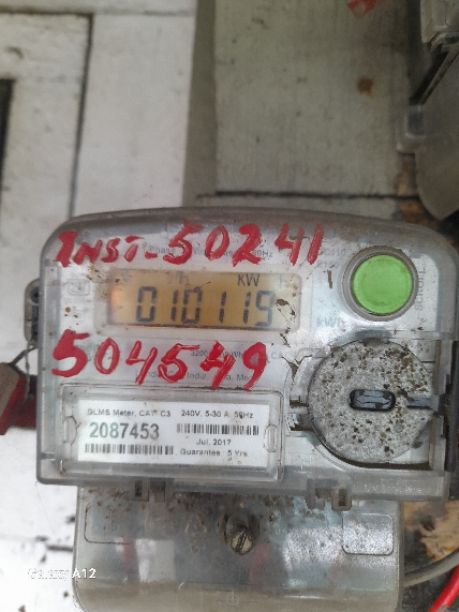 INST-50241
KW
010119
504549
GLMS Meter, CAT C3 240V, 5-30 A, 50Hz
2087453
Jul, 2017
Guarantee 5 Yrs.
Galaxy A12